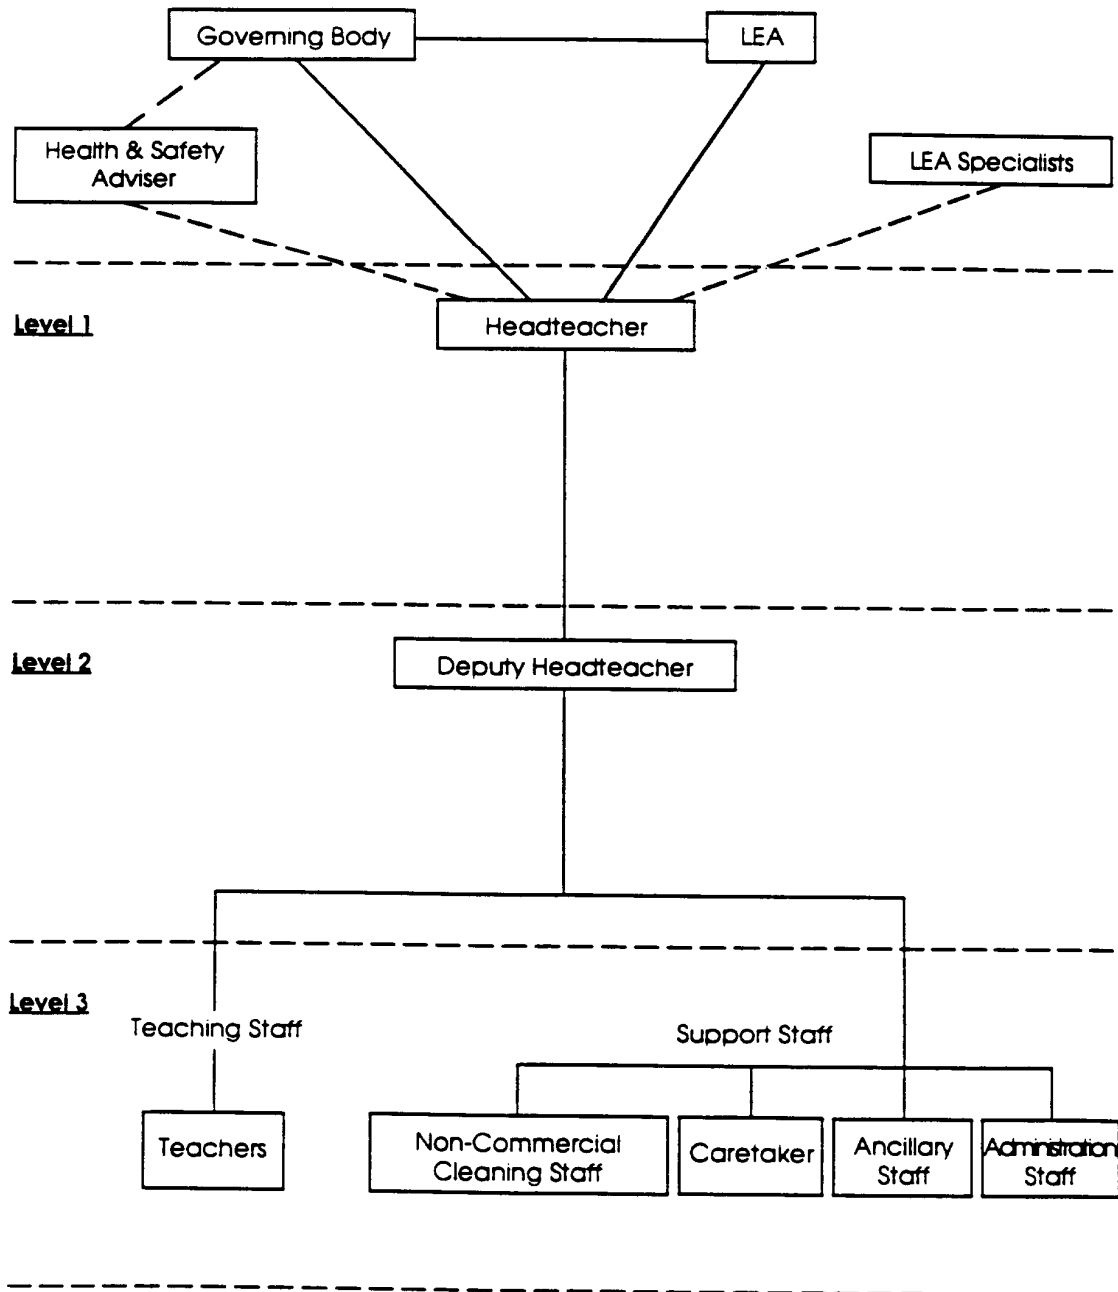 Governing Body
LEA
Health & Safety
Adviser
LEA Specialists
Level 1
Headteacher
Level 2
Deputy Headteacher
Level 3
Teaching Staff
Support Staff
Teachers
Non-Commercial
Cleaning Staff
Caretaker
Ancillary
Staff
Administration
Staff